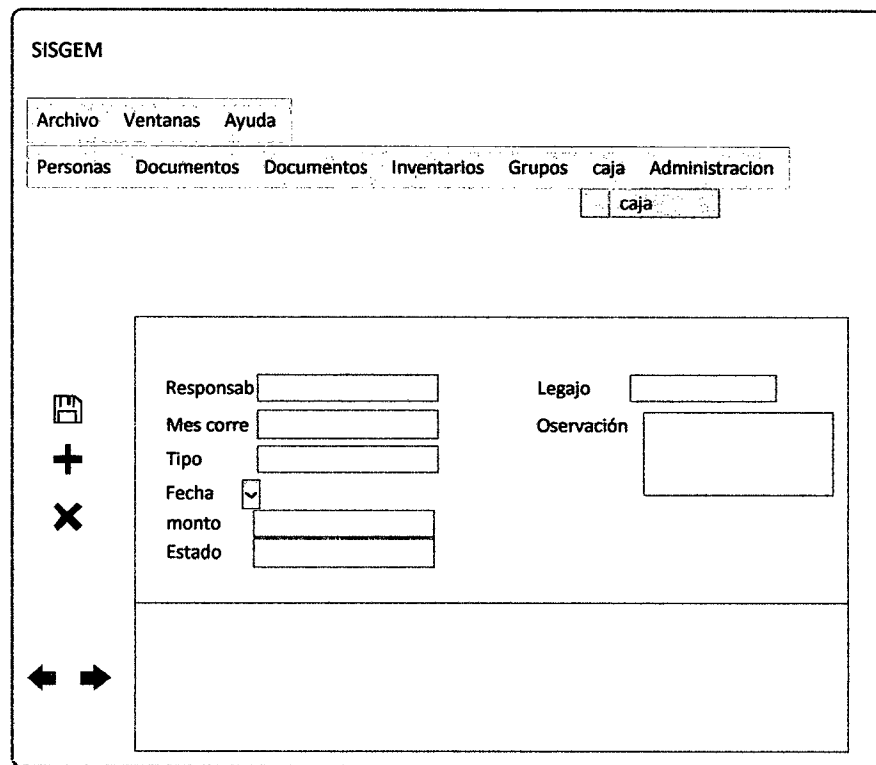 SISGEM
Archivo Ventanas Ayuda
Personas Documentos Documentos Inventarios Grupos caja Administracion
caja
Responsab Legajo
Mes corre Oservación
Tipo
Fecha
monto
Estado